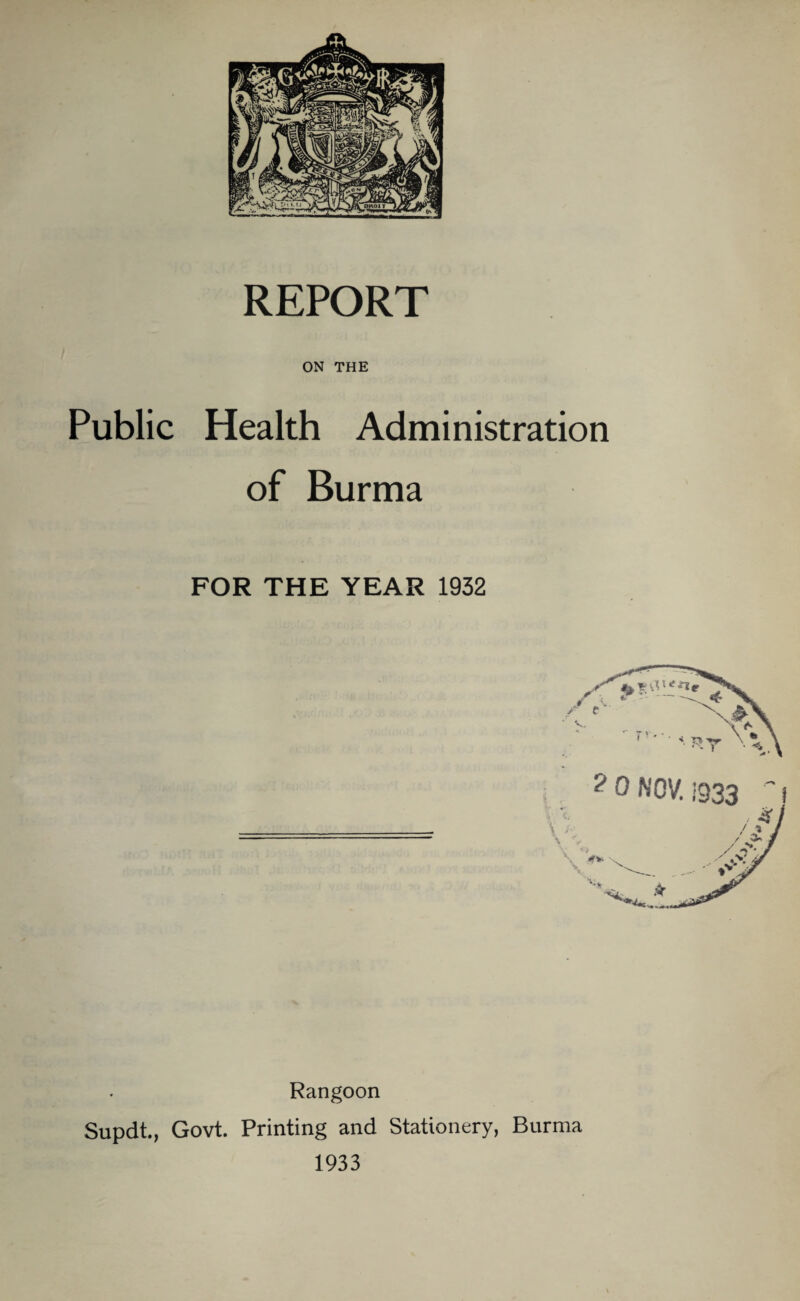 G R
DROIT
REPORT
ON THE
Public Health Administration
of Burma
FOR THE YEAR 1932
20 NOV. 1933
Rangoon
Supdt., Govt. Printing and Stationery, Burma
1933